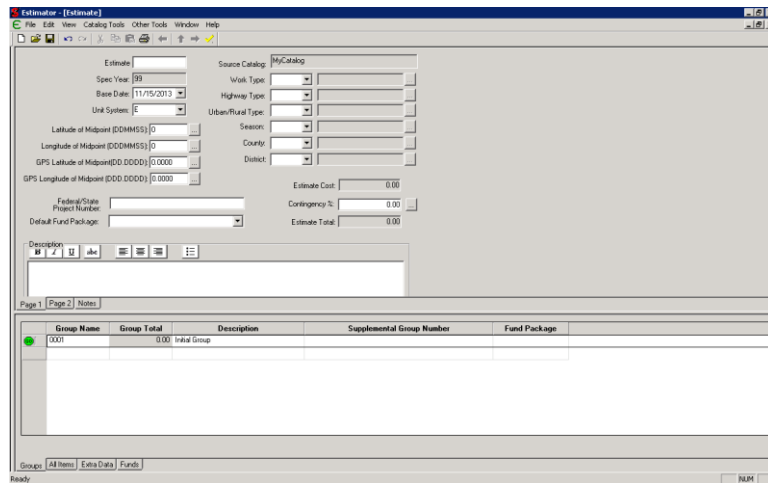 Estimator - [Estimate]
File Edit View Catalog Tools Other Tools Window Help
Estimate
Source Catalog: MyCatalog
Spec Year: 99
Work Type:
Base Date: 11/15/2013
Highway Type:
Unit System: E
Urban/Rural Type:
Latitude of Midpoint (DDMMSS): 0
Season:
Longitude of Midpoint (DDDMMSS): 0
County:
GPS Latitude of Midpoint(DD.DDDD): 0.0000
District:
GPS Longitude of Midpoint (DDD.DDDD): 0.0000
Estimate Cost: 0.00
Federal/State
Project Number:
Contingency %: 0.00
Default Fund Package:
Estimate Total: 0.00
Description
B I U abc
Page 1 Page 2 Notes
Group Name Group Total Description Supplemental Group Number Fund Package
0001 0.00 Initial Group
Groups All Items Extra Data Funds
Ready NUM